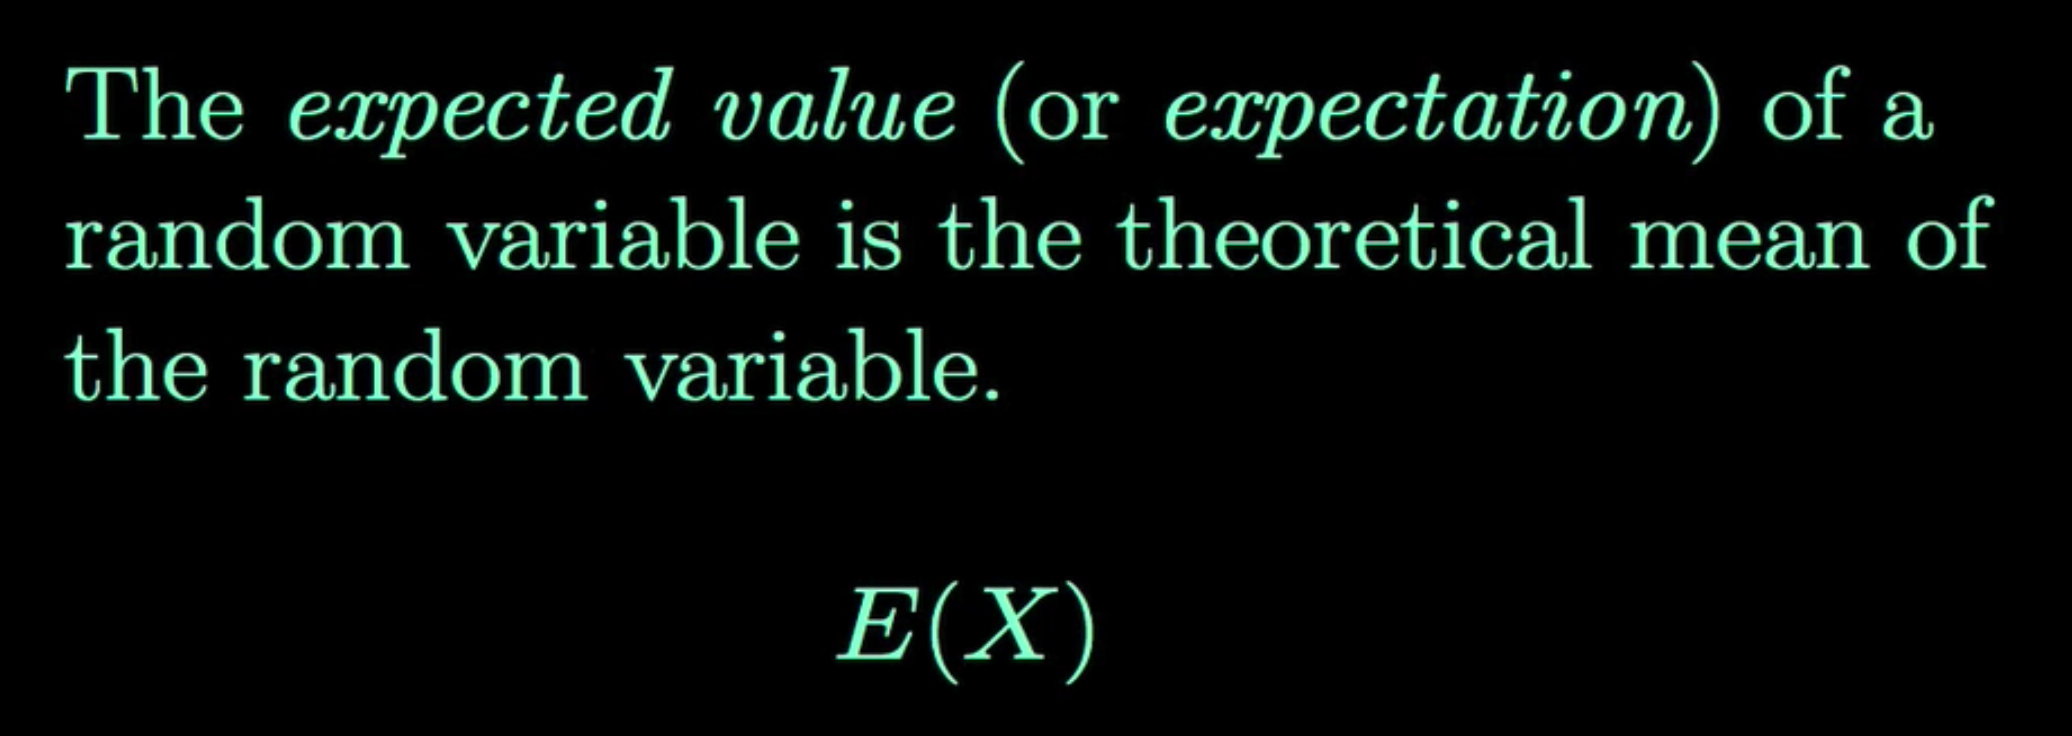 The expected value (or expectation) of a
random variable is the theoretical mean of
the random variable.
E(X)